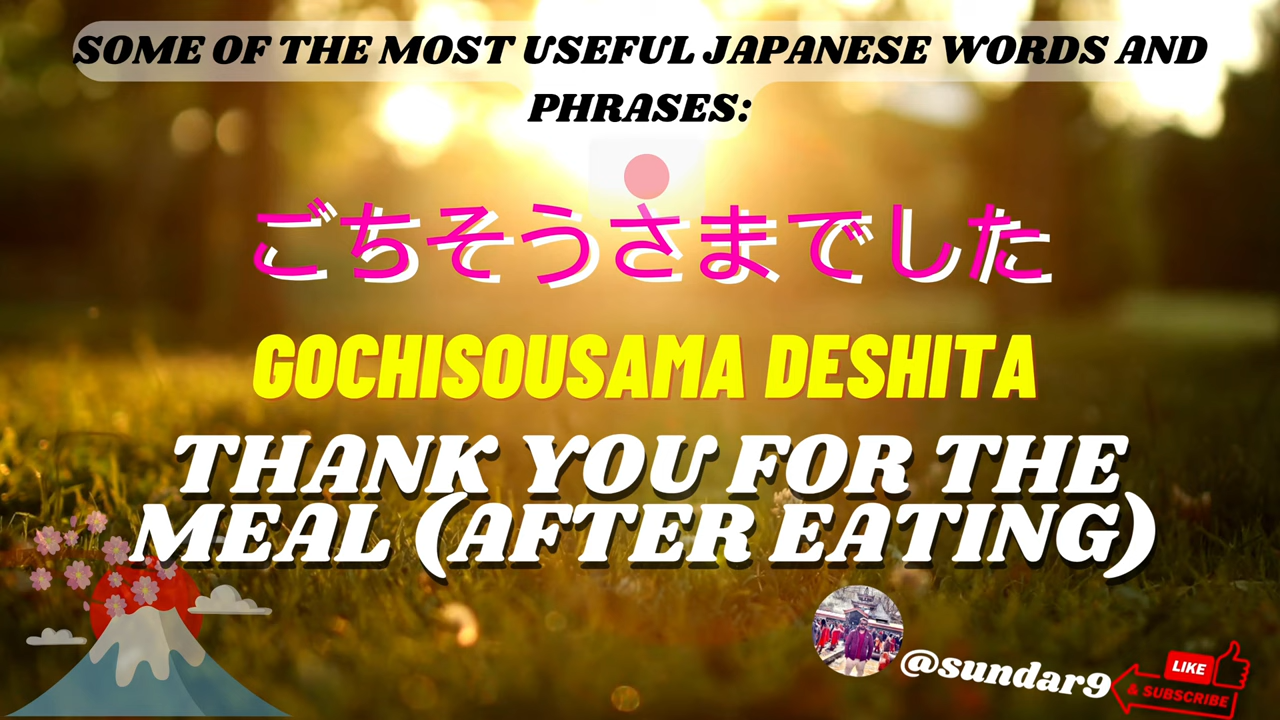 SOME OF THE MOST USEFUL JAPANESE WORDS AND
PHRASES:
ごちそうさまでした
GOCHISOUSAMA DESHITA
THANK YOU FOR THE
MEAL (AFTER EATING)
@sundar9
LIKE
& SUBSCRIBE